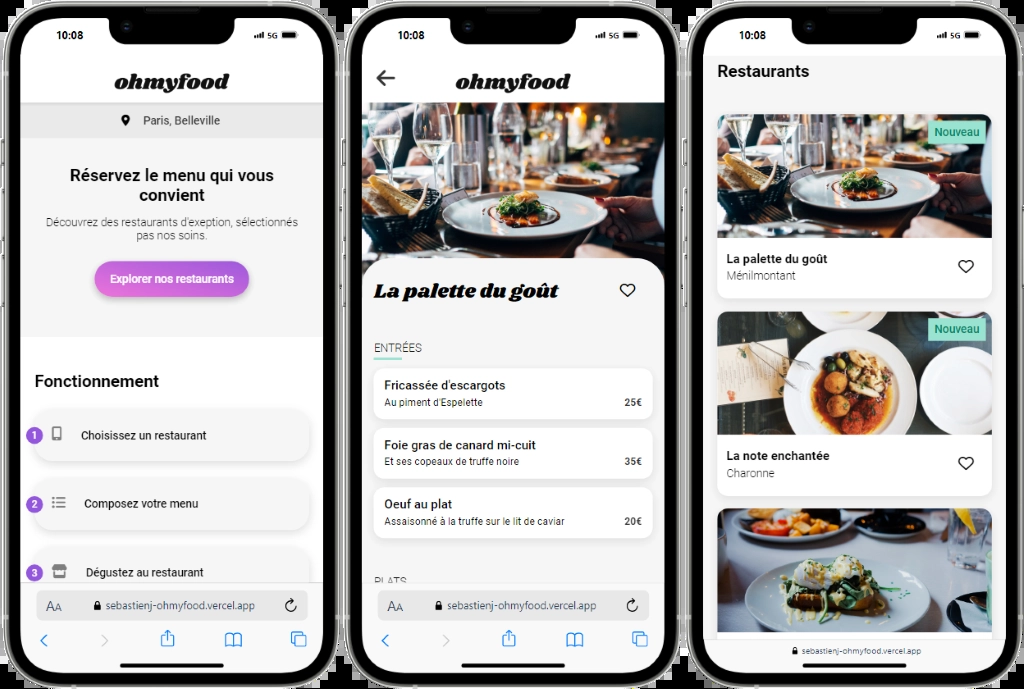 10:08
5G
ohmyfood
Paris, Belleville
Réservez le menu qui vous
convient
Découvrez des restaurants d'exeption, sélectionnés
pas nos soins.
Explorer nos restaurants
Fonctionnement
1 Choisissez un restaurant
2 Composez votre menu
3 Dégustez au restaurant
AA sebastienj-ohmyfood.vercel.app
10:08
5G
ohmyfood
La palette du goût
ENTRÉES
Fricassée d'escargots
Au piment d'Espelette 25€
Foie gras de canard mi-cuit
Et ses copeaux de truffe noire 35€
Oeuf au plat
Assaisonné à la truffe sur le lit de caviar 20€
PLATS
AA sebastienj-ohmyfood.vercel.app
10:08
5G
Restaurants
Nouveau
La palette du goût
Ménilmontant
Nouveau
La note enchantée
Charonne
sebastienj-ohmyfood.vercel.app